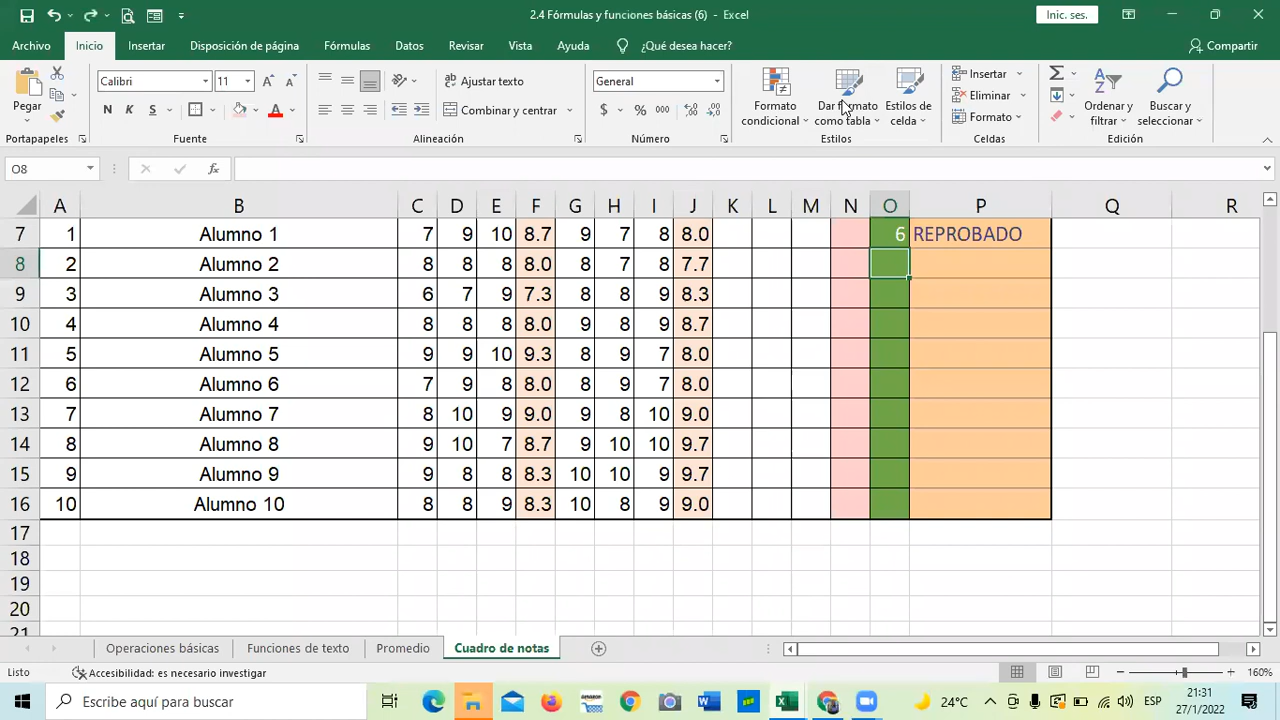 2.4 Fórmulas y funciones básicas (6) - Excel
Inic. ses.
Archivo Inicio Insertar Disposición de página Fórmulas Datos Revisar Vista Ayuda ¿Qué desea hacer? Compartir
Pegar
Calibri 11
N K S
Ajustar texto
Combinar y centrar
General
$ % 000
Formato condicional
Dar formato como tabla
Estilos de celda
Insertar
Eliminar
Formato
Ordenar y filtrar
Buscar y seleccionar
Portapapeles Fuente Alineación Número Estilos Celdas Edición
O8 fx
A B C D E F G H I J K L M N O P Q R
7 1 Alumno 1 7 9 10 8.7 9 7 8 8.0 6 REPROBADO
8 2 Alumno 2 8 8 8 8.0 8 7 8 7.7
9 3 Alumno 3 6 7 9 7.3 8 8 9 8.3
10 4 Alumno 4 8 8 8 8.0 9 8 9 8.7
11 5 Alumno 5 9 9 10 9.3 8 9 7 8.0
12 6 Alumno 6 7 9 8 8.0 8 9 7 8.0
13 7 Alumno 7 8 10 9 9.0 9 8 10 9.0
14 8 Alumno 8 9 10 7 8.7 9 10 10 9.7
15 9 Alumno 9 9 8 8 8.3 10 10 9 9.7
16 10 Alumno 10 8 8 9 8.3 10 8 9 9.0
17
18
19
20
21
Operaciones básicas Funciones de texto Promedio Cuadro de notas
Listo Accesibilidad: es necesario investigar 160%
Escribe aquí para buscar 24°C ESP 21:31
27/1/2022